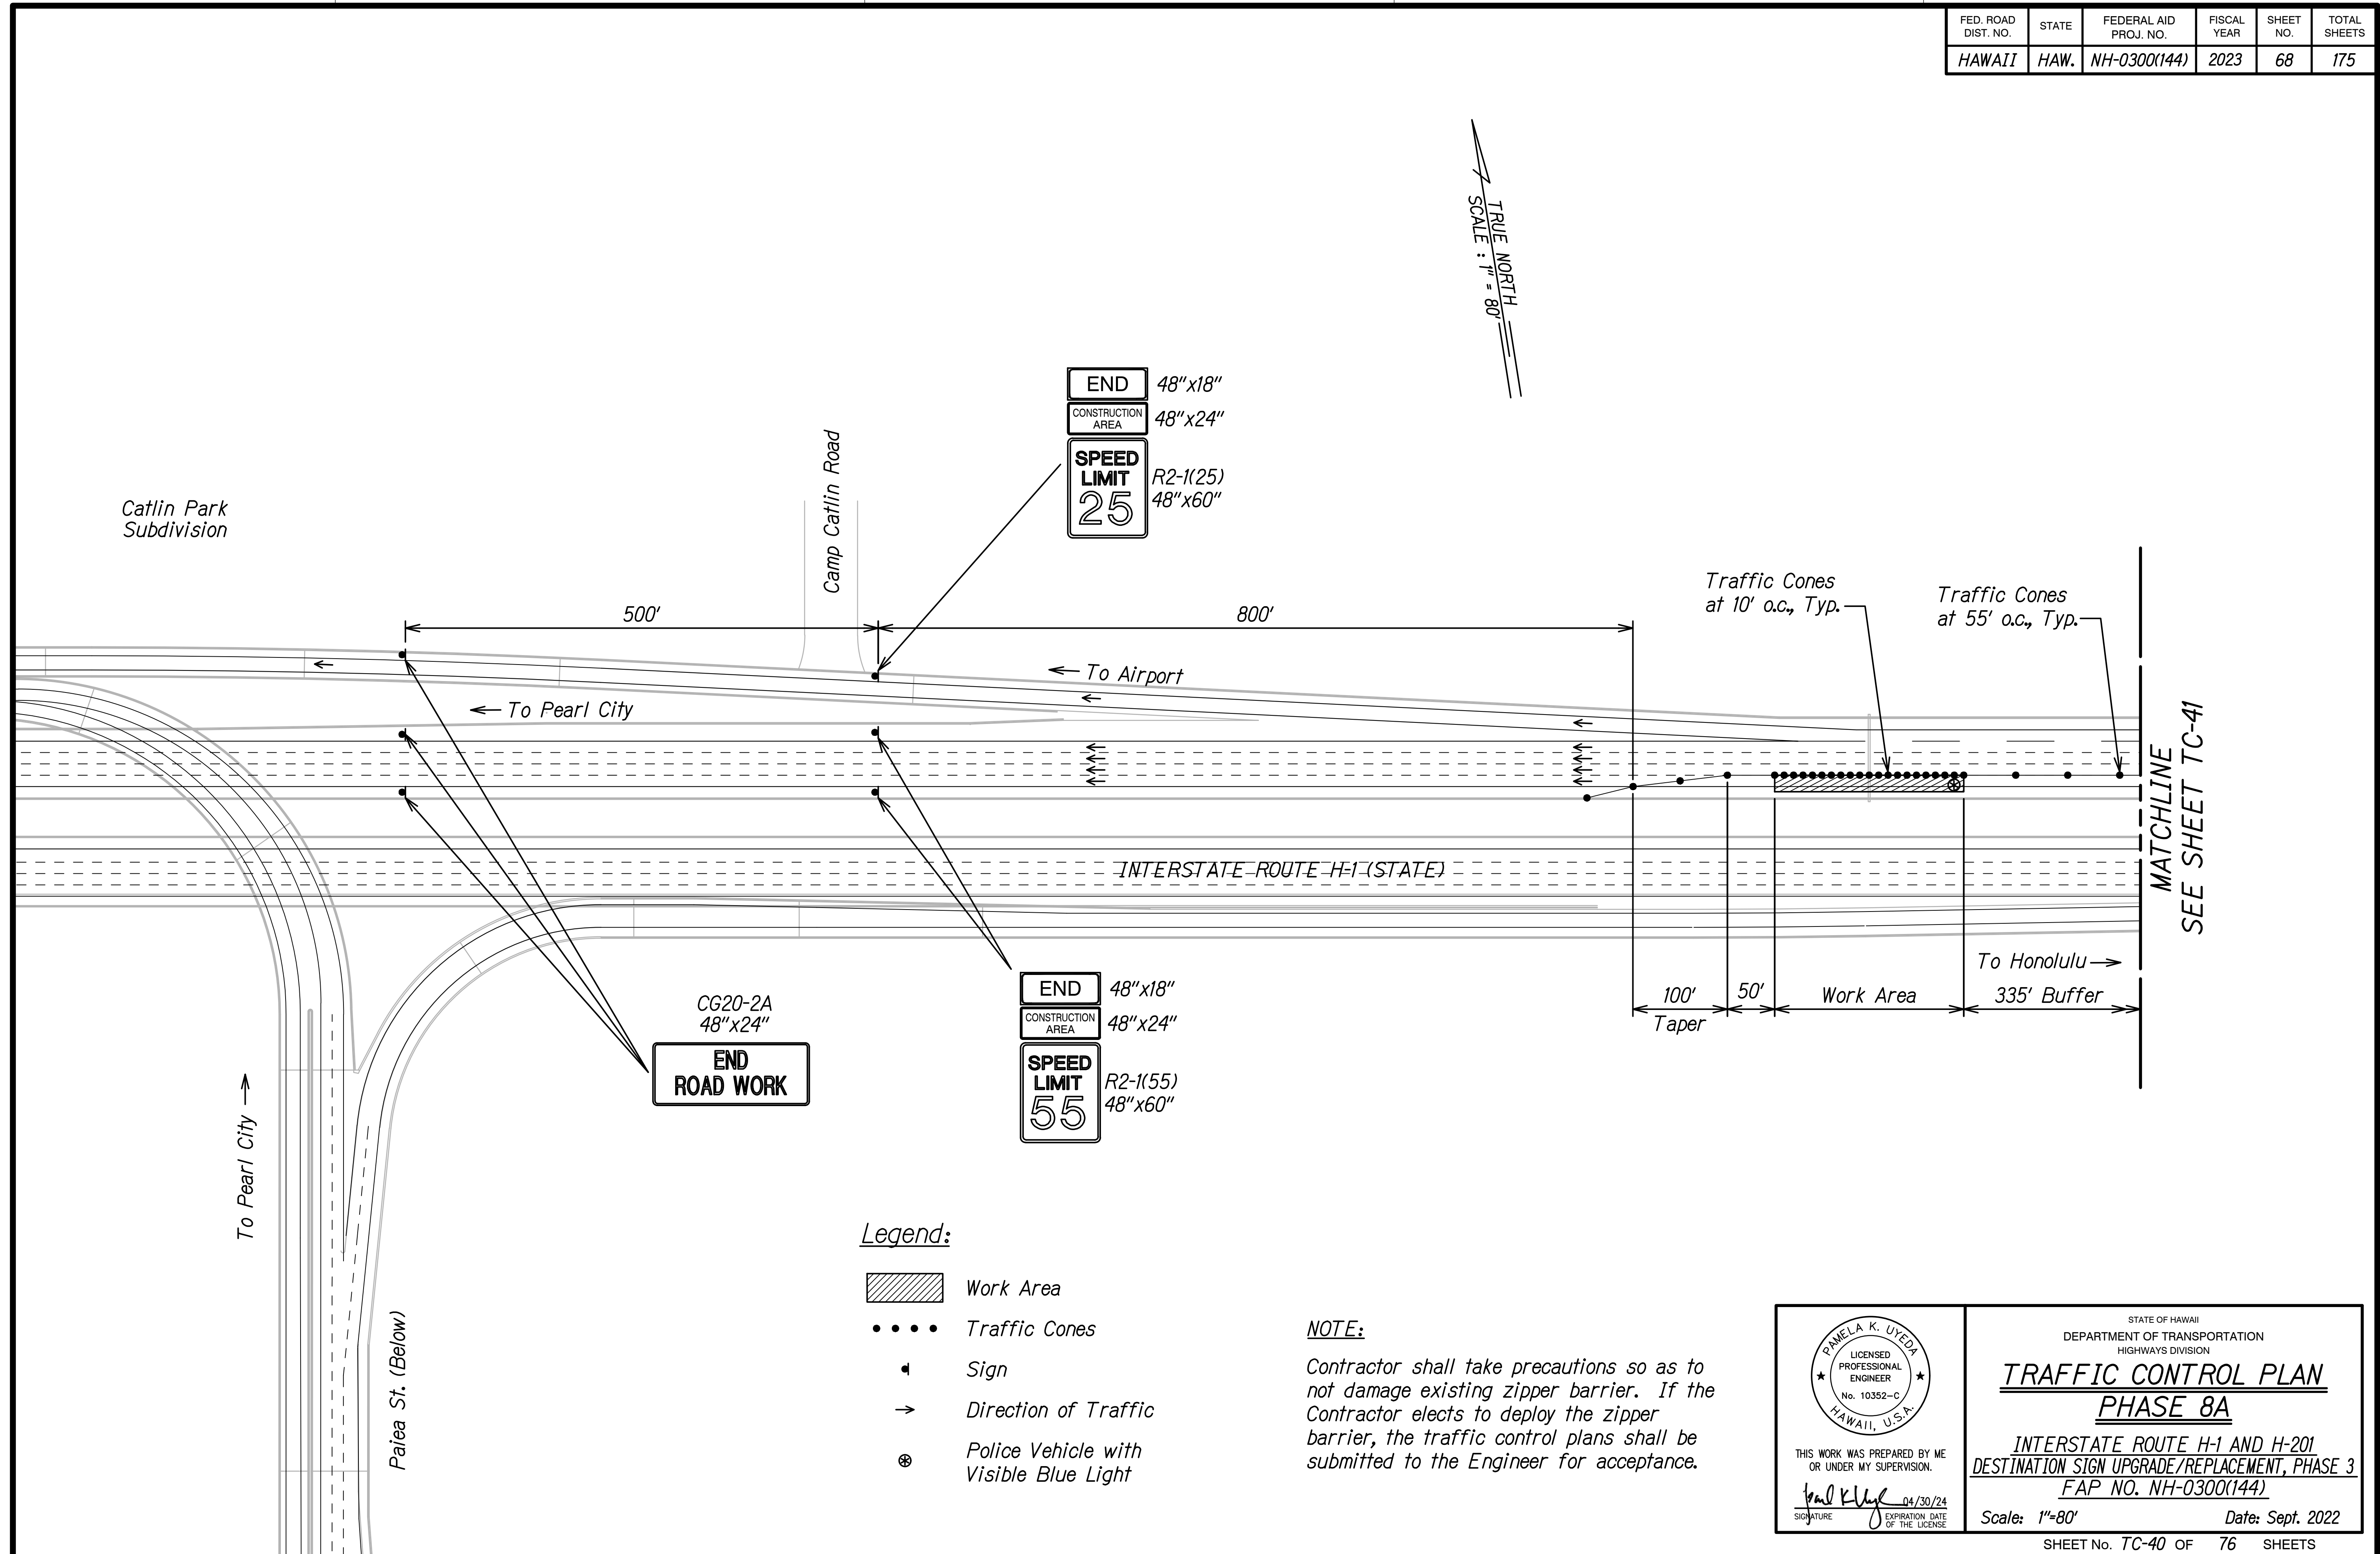 FED. ROAD DIST. NO.
STATE
FEDERAL AID PROJ. NO.
FISCAL YEAR
SHEET NO.
TOTAL SHEETS
HAWAII
HAW.
NH-0300(144)
2023
68
175
TRUE NORTH
SCALE : 1" = 80'
END
48"x18"
CONSTRUCTION
AREA
48"x24"
SPEED
LIMIT
25
R2-1(25)
48"x60"
Camp Catlin Road
Catlin Park
Subdivision
Traffic Cones
at 10' o.c., Typ.
Traffic Cones
at 55' o.c., Typ.
500'
800'
To Airport
To Pearl City
MATCHLINE
SEE SHEET TC-41
INTERSTATE ROUTE H-1 (STATE)
To Honolulu
100'
Taper
50'
Work Area
335' Buffer
CG20-2A
48"x24"
END
ROAD WORK
END
48"x18"
CONSTRUCTION
AREA
48"x24"
SPEED
LIMIT
55
R2-1(55)
48"x60"
To Pearl City
Paiea St. (Below)
Legend:
Work Area
Traffic Cones
Sign
Direction of Traffic
Police Vehicle with
Visible Blue Light
NOTE:
Contractor shall take precautions so as to
not damage existing zipper barrier. If the
Contractor elects to deploy the zipper
barrier, the traffic control plans shall be
submitted to the Engineer for acceptance.
PAMELA K. UYEDA
LICENSED
PROFESSIONAL
ENGINEER
No. 10352-C
HAWAII, U.S.A.
THIS WORK WAS PREPARED BY ME
OR UNDER MY SUPERVISION.
04/30/24
SIGNATURE
EXPIRATION DATE
OF THE LICENSE
STATE OF HAWAII
DEPARTMENT OF TRANSPORTATION
HIGHWAYS DIVISION
TRAFFIC CONTROL PLAN
PHASE 8A
INTERSTATE ROUTE H-1 AND H-201
DESTINATION SIGN UPGRADE/REPLACEMENT, PHASE 3
FAP NO. NH-0300(144)
Scale: 1"=80'
Date: Sept. 2022
SHEET No. TC-40 OF 76 SHEETS